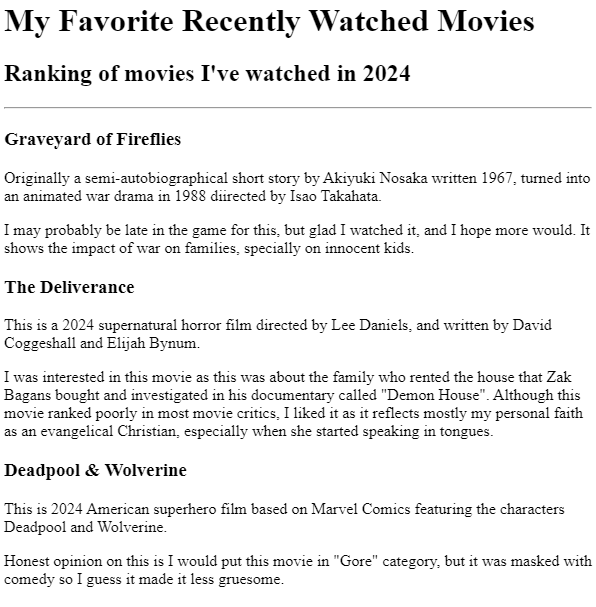 My Favorite Recently Watched Movies
Ranking of movies I've watched in 2024
Graveyard of Fireflies
Originally a semi-autobiographical short story by Akiyuki Nosaka written 1967, turned into
an animated war drama in 1988 diirected by Isao Takahata.
I may probably be late in the game for this, but glad I watched it, and I hope more would. It
shows the impact of war on families, specially on innocent kids.
The Deliverance
This is a 2024 supernatural horror film directed by Lee Daniels, and written by David
Coggeshall and Elijah Bynum.
I was interested in this movie as this was about the family who rented the house that Zak
Bagans bought and investigated in his documentary called "Demon House". Although this
movie ranked poorly in most movie critics, I liked it as it reflects mostly my personal faith
as an evangelical Christian, especially when she started speaking in tongues.
Deadpool & Wolverine
This is 2024 American superhero film based on Marvel Comics featuring the characters
Deadpool and Wolverine.
Honest opinion on this is I would put this movie in "Gore" category, but it was masked with
comedy so I guess it made it less gruesome.